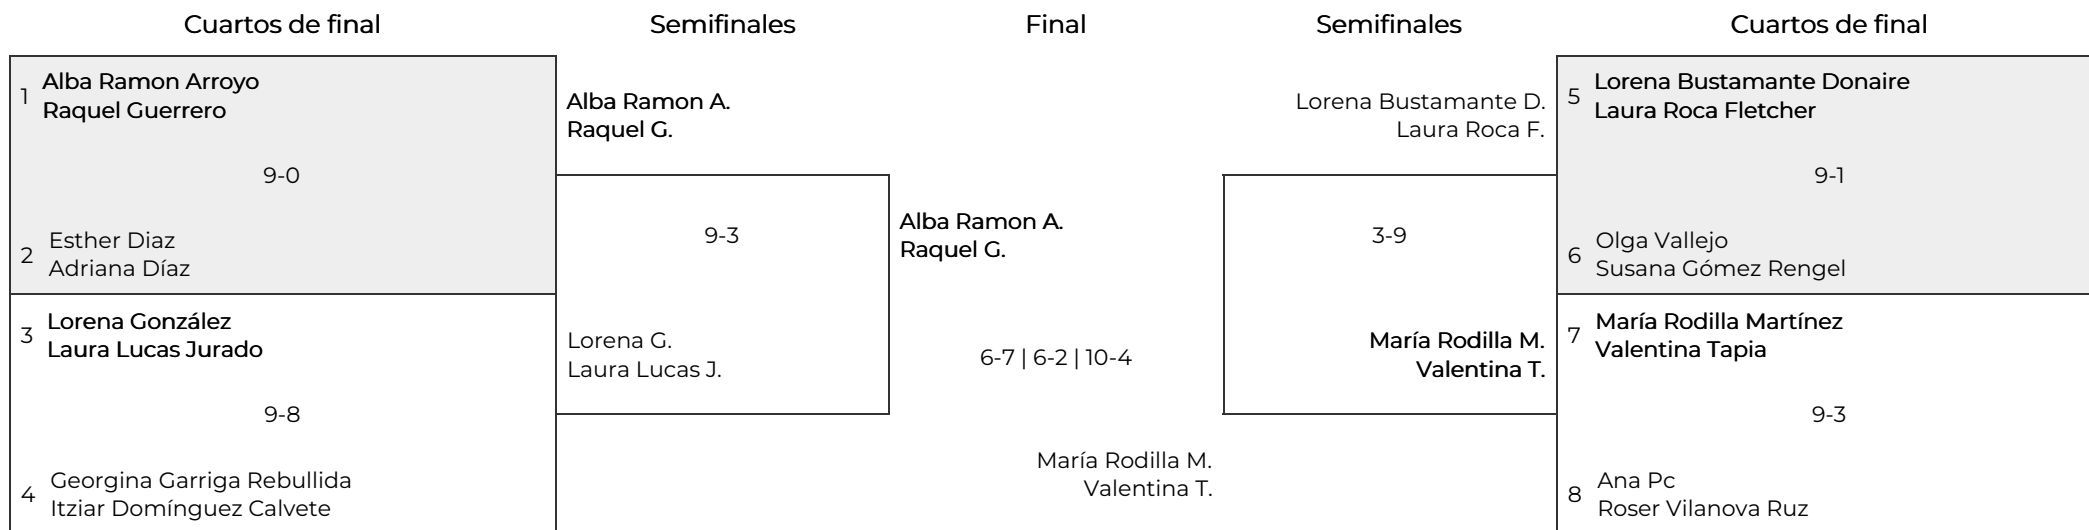 Cuartos de final
Semifinales
Final
Semifinales
Cuartos de final
1
Alba Ramon Arroyo
Raquel Guerrero
9-0
2
Esther Diaz
Adriana Díaz
3
Lorena González
Laura Lucas Jurado
9-8
4
Georgina Garriga Rebullida
Itziar Domínguez Calvete
Alba Ramon A.
Raquel G.
9-3
Lorena G.
Laura Lucas J.
Alba Ramon A.
Raquel G.
6-7 | 6-2 | 10-4
María Rodilla M.
Valentina T.
Lorena Bustamante D.
Laura Roca F.
3-9
María Rodilla M.
Valentina T.
5
Lorena Bustamante Donaire
Laura Roca Fletcher
9-1
6
Olga Vallejo
Susana Gómez Rengel
7
María Rodilla Martínez
Valentina Tapia
9-3
8
Ana Pc
Roser Vilanova Ruz